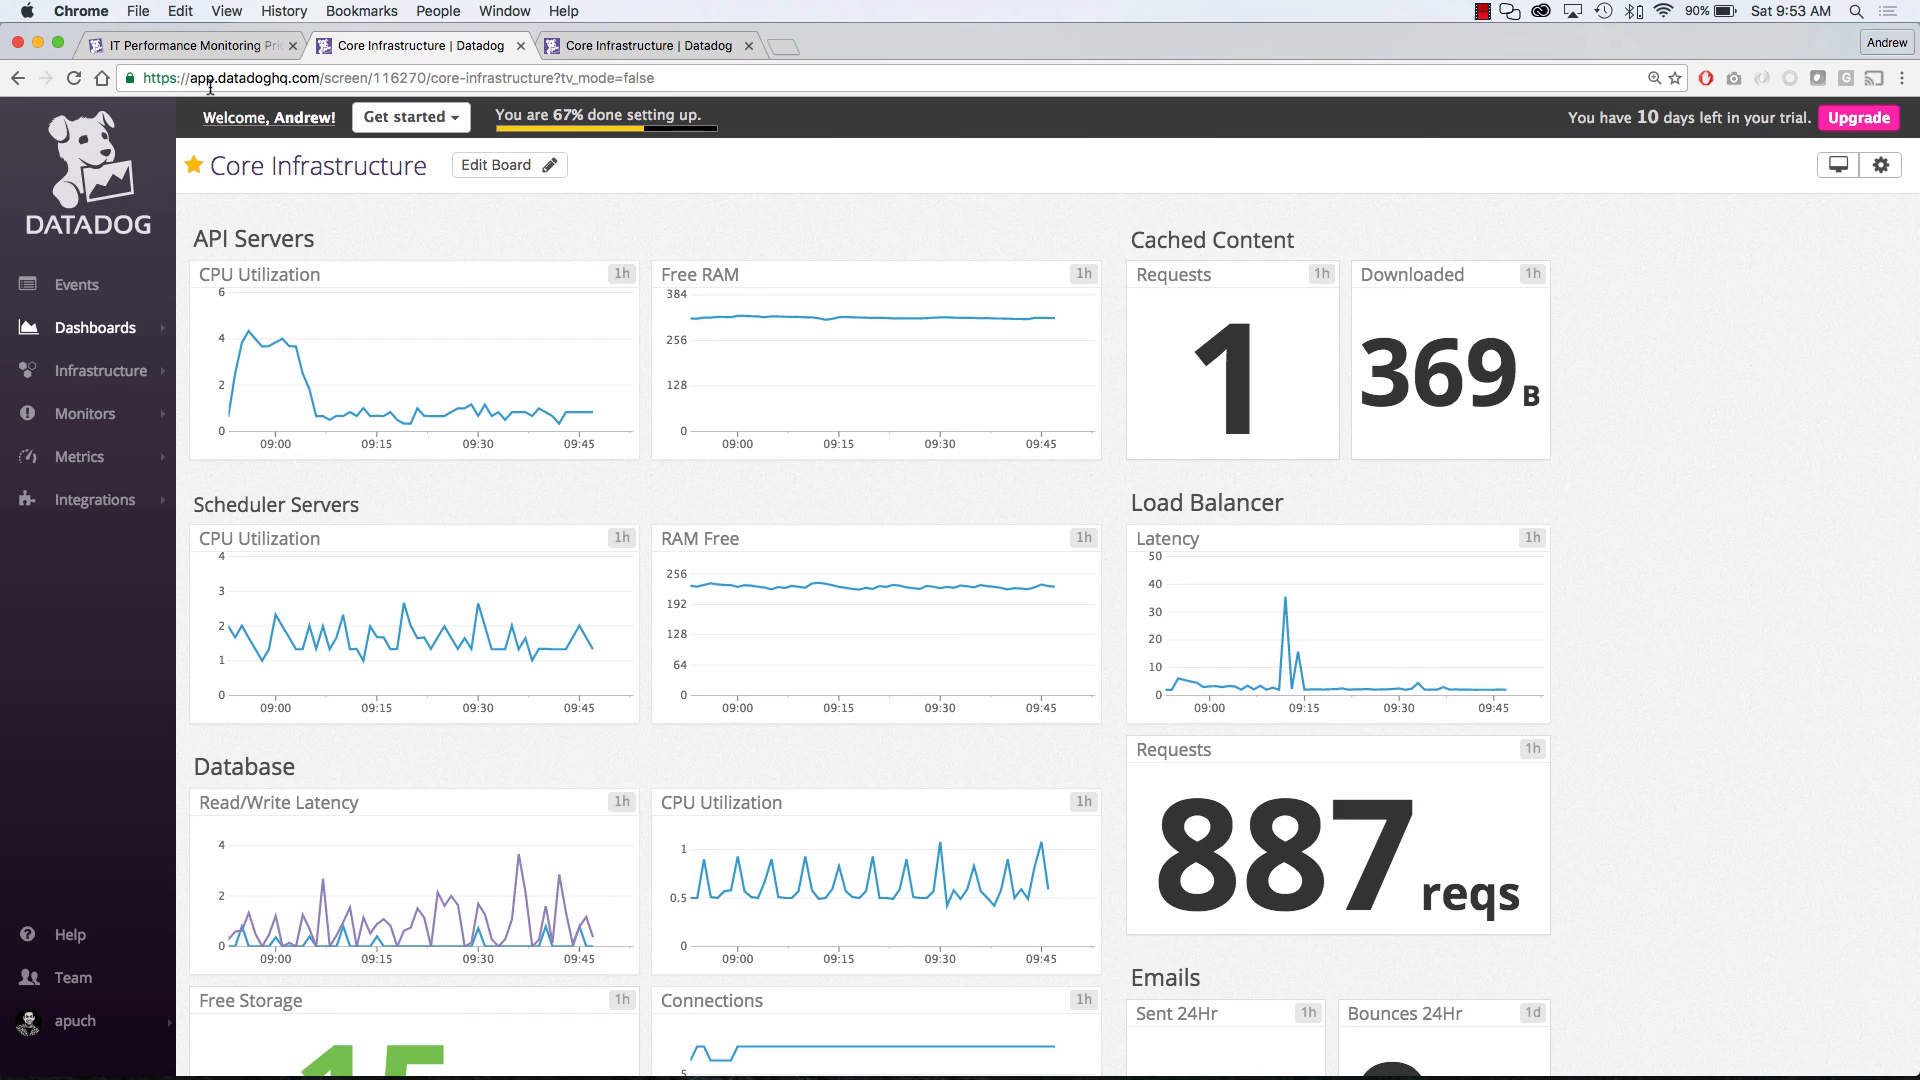 Chrome File Edit View History Bookmarks People Window Help 90% Sat 9:53 AM
IT Performance Monitoring Pri
Core Infrastructure | Datadog
Core Infrastructure | Datadog
Andrew
https://app.datadoghq.com/screen/116270/core-infrastructure?tv_mode=false
Welcome, Andrew!
Get started
You are 67% done setting up.
You have 10 days left in your trial.
Upgrade
DATADOG
Events
Dashboards
Infrastructure
Monitors
Metrics
Integrations
Help
Team
apuch
Core Infrastructure
Edit Board
API Servers
CPU Utilization 1h
6
4
2
0
09:00 09:15 09:30 09:45
Free RAM 1h
384
256
128
0
09:00 09:15 09:30 09:45
Cached Content
Requests 1h
1
Downloaded 1h
369 B
Scheduler Servers
CPU Utilization 1h
4
3
2
1
0
09:00 09:15 09:30 09:45
RAM Free 1h
256
192
128
64
0
09:00 09:15 09:30 09:45
Load Balancer
Latency 1h
50
40
30
20
10
0
09:00 09:15 09:30 09:45
Requests 1h
887 reqs
Database
Read/Write Latency 1h
4
2
0
09:00 09:15 09:30 09:45
CPU Utilization 1h
1
0.5
0
09:00 09:15 09:30 09:45
Free Storage 1h
Connections 1h
5
Emails
Sent 24Hr 1h
Bounces 24Hr 1d